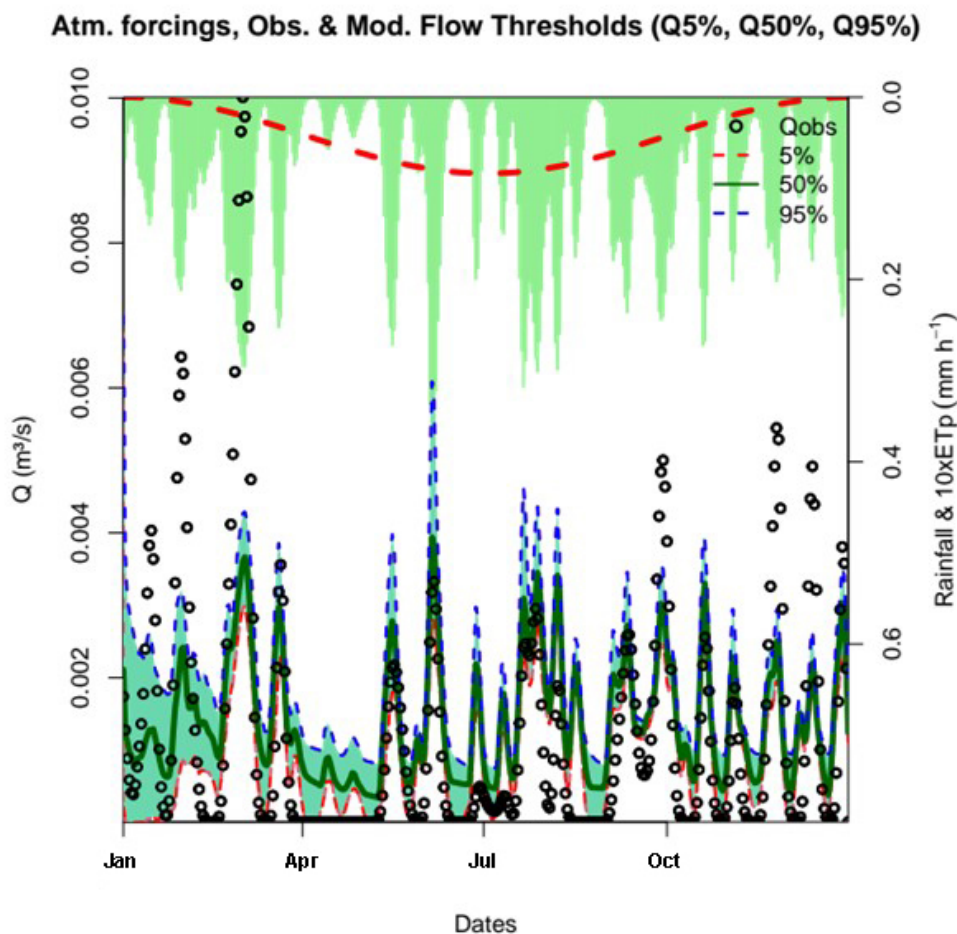 Atm. forcings, Obs. & Mod. Flow Thresholds (Q5%, Q50%, Q95%)
0.010
0.008
0.006
0.004
0.002
Q (m³/s)
0.0
0.2
0.4
0.6
Rainfall & 10xETp (mm h⁻¹)
Qobs
5%
50%
95%
Jan
Apr
Jul
Oct
Dates